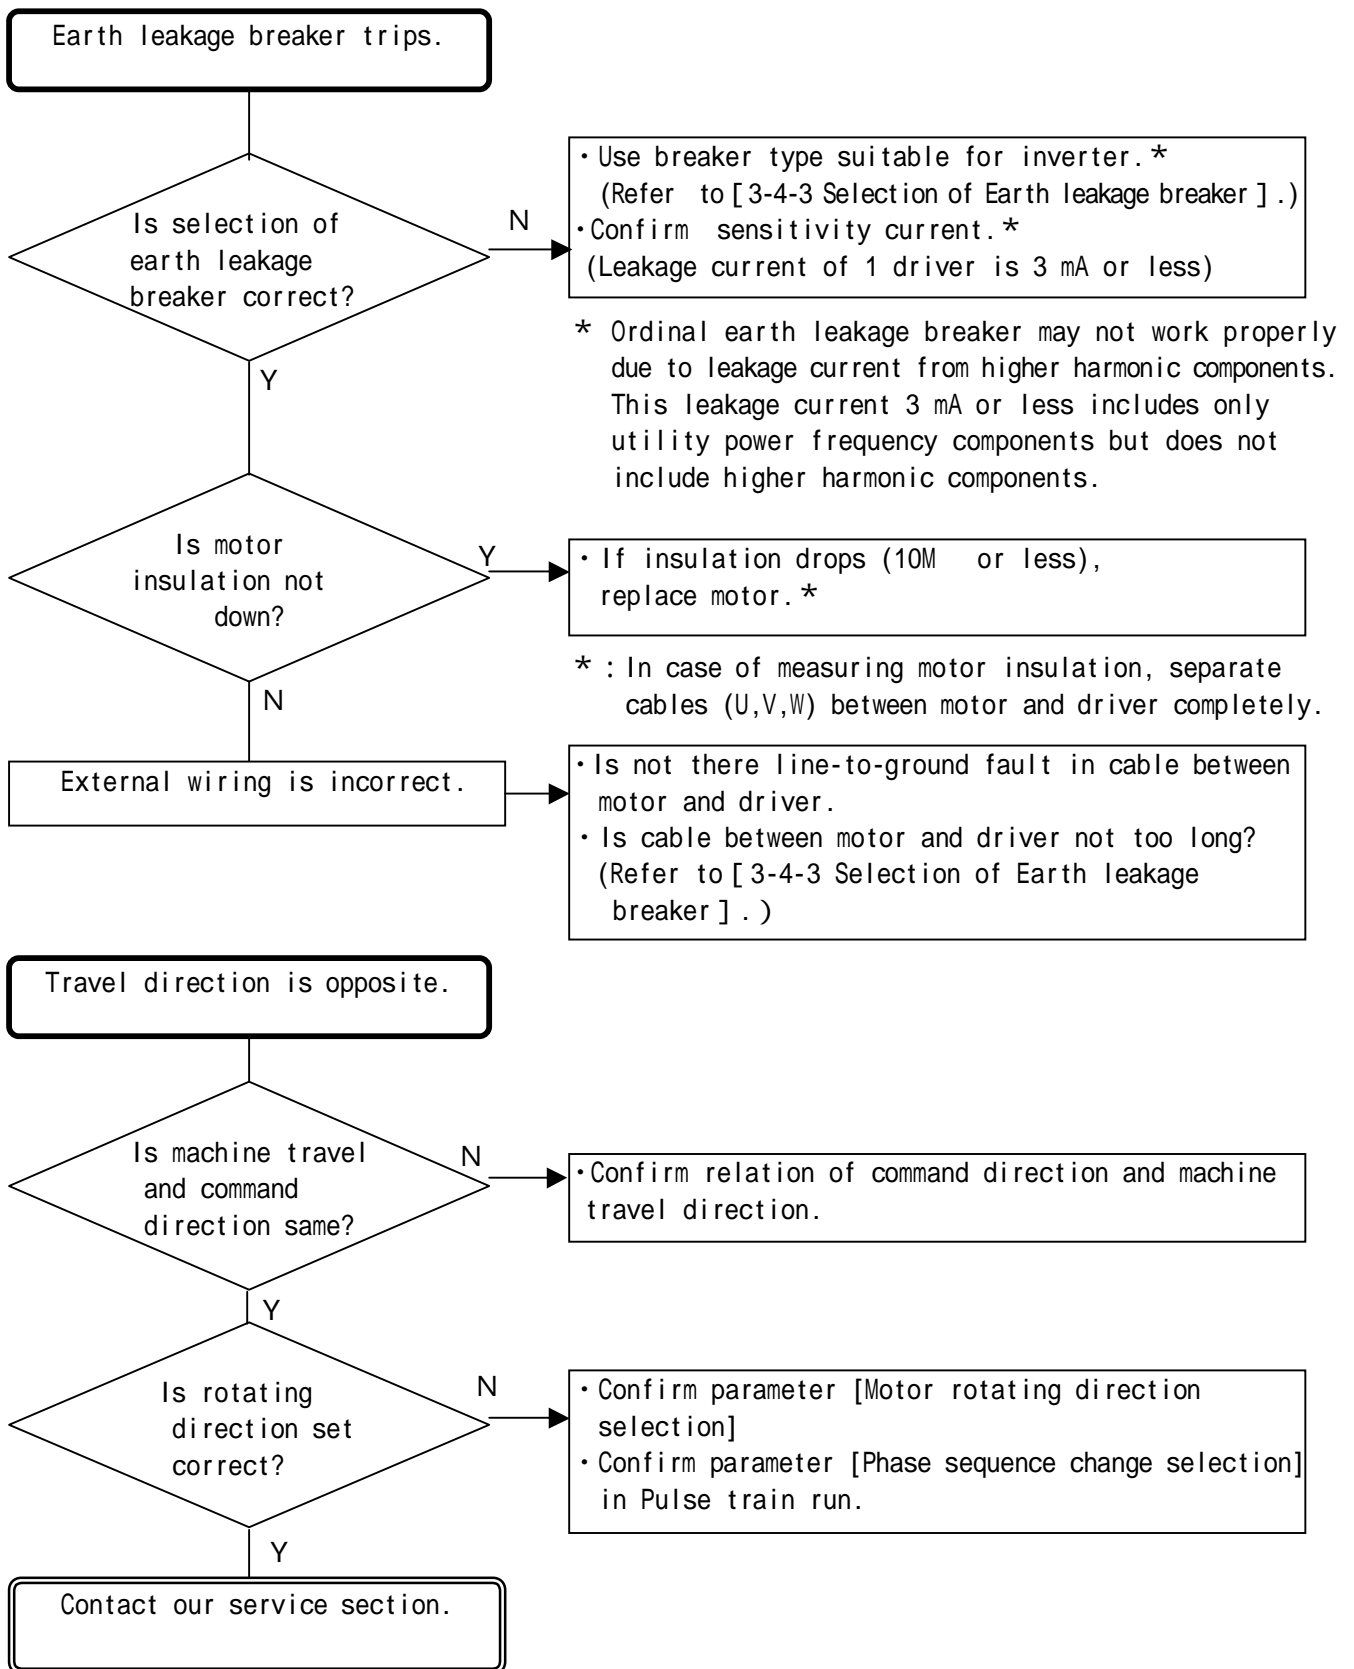 Earth leakage breaker trips.
Is selection of
earth leakage
breaker correct?
N
・Use breaker type suitable for inverter.*
(Refer to [3-4-3 Selection of Earth leakage breaker].)
・Confirm sensitivity current.*
(Leakage current of 1 driver is 3 mA or less)
* Ordinal earth leakage breaker may not work properly
due to leakage current from higher harmonic components.
This leakage current 3 mA or less includes only
utility power frequency components but does not
include higher harmonic components.
Y
Is motor
insulation not
down?
Y
・If insulation drops (10M or less),
replace motor.*
* : In case of measuring motor insulation, separate
cables (U,V,W) between motor and driver completely.
N
External wiring is incorrect.
・Is not there line-to-ground fault in cable between
motor and driver.
・Is cable between motor and driver not too long?
(Refer to [3-4-3 Selection of Earth leakage
breaker].)
Travel direction is opposite.
Is machine travel
and command
direction same?
N
・Confirm relation of command direction and machine
travel direction.
Y
Is rotating
direction set
correct?
N
・Confirm parameter [Motor rotating direction
selection]
・Confirm parameter [Phase sequence change selection]
in Pulse train run.
Y
Contact our service section.